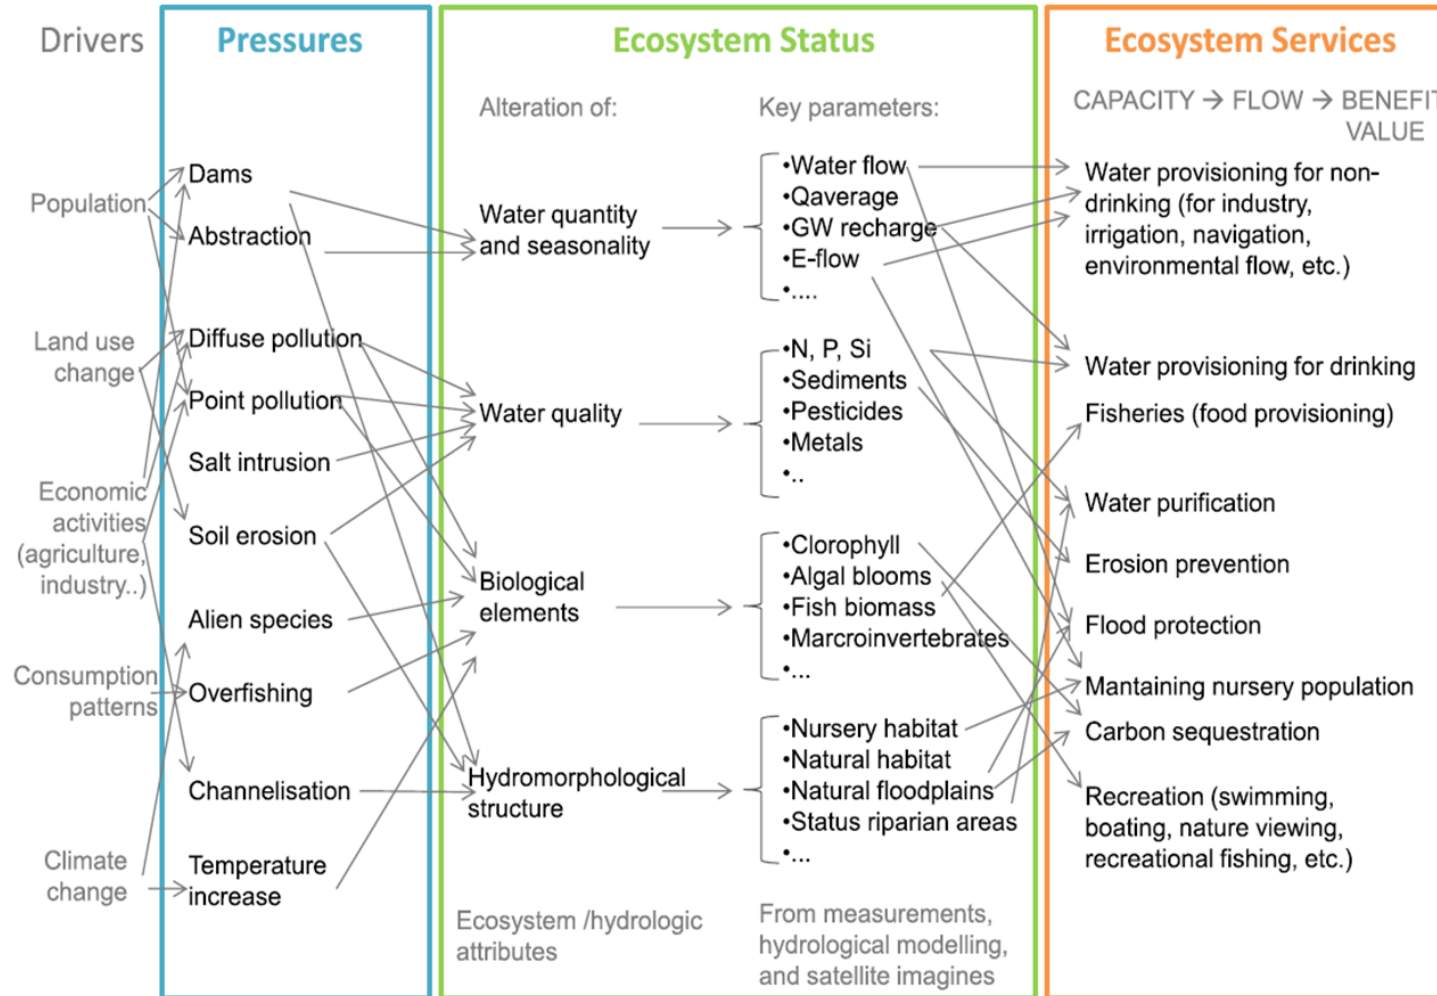 Drivers
Pressures
Ecosystem Status
Ecosystem Services
Alteration of:
Key parameters:
CAPACITY → FLOW → BENEFIT
VALUE
Population
Land use
change
Economic
activities
(agriculture,
industry..)
Consumption
patterns
Climate
change
Dams
Abstraction
Diffuse pollution
Point pollution
Salt intrusion
Soil erosion
Alien species
Overfishing
Channelisation
Temperature
increase
Water quantity
and seasonality
Water quality
Biological
elements
Hydromorphological
structure
Ecosystem /hydrologic
attributes
•Water flow
•Qaverage
•GW recharge
•E-flow
•....
•N, P, Si
•Sediments
•Pesticides
•Metals
•..
•Clorophyll
•Algal blooms
•Fish biomass
•Marcroinvertebrates
•...
•Nursery habitat
•Natural habitat
•Natural floodplains
•Status riparian areas
•...
From measurements,
hydrological modelling,
and satellite imagines
Water provisioning for non-
drinking (for industry,
irrigation, navigation,
environmental flow, etc.)
Water provisioning for drinking
Fisheries (food provisioning)
Water purification
Erosion prevention
Flood protection
Mantaining nursery population
Carbon sequestration
Recreation (swimming,
boating, nature viewing,
recreational fishing, etc.)